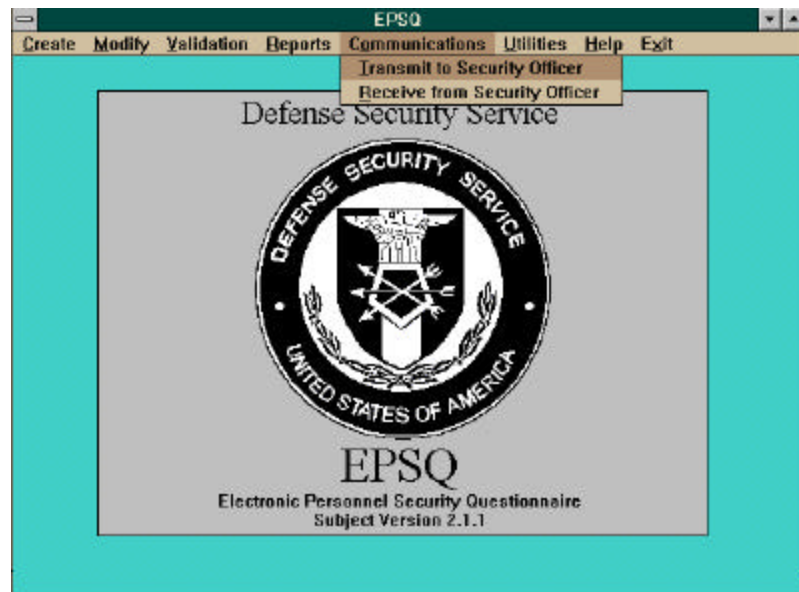 EPSQ
Create Modify Validation Reports Communications Utilities Help Exit
Transmit to Security Officer
Receive from Security Officer
Defense Security Service
DEFENSE SECURITY SERVICE
UNITED STATES OF AMERICA
EPSQ
Electronic Personnel Security Questionnaire
Subject Version 2.1.1